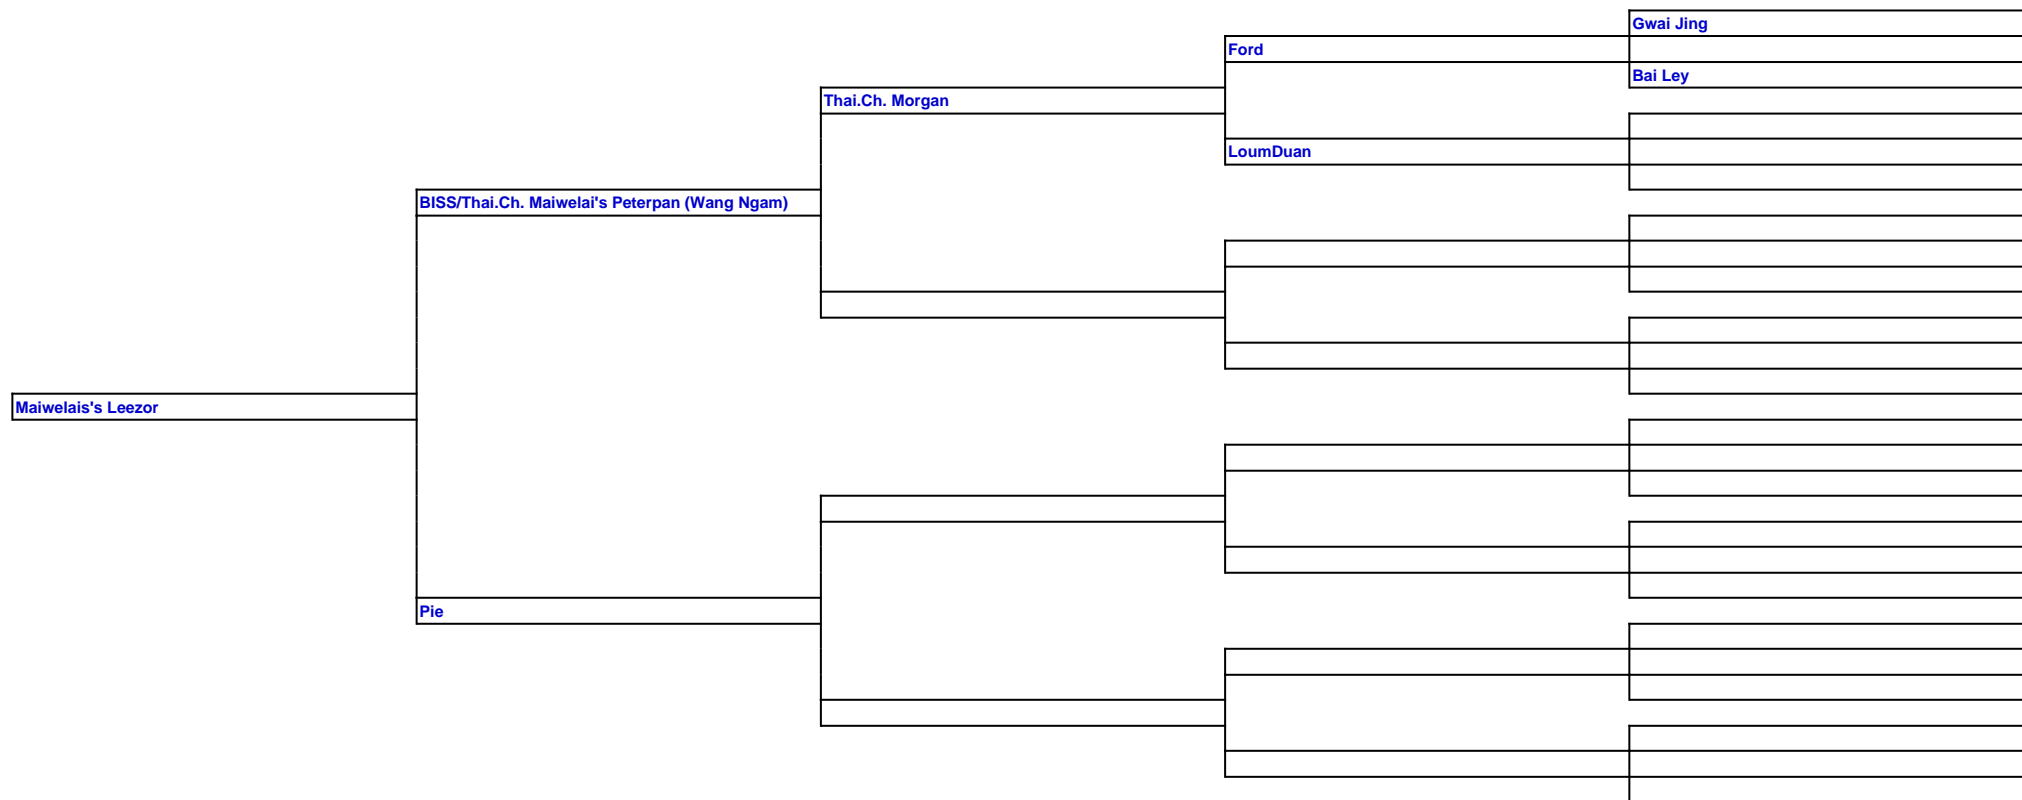 Gwai Jing
Ford
Bai Ley
Thai.Ch. Morgan
LoumDuan
BISS/Thai.Ch. Maiwelai's Peterpan (Wang Ngam)
Maiwelais's Leezor
Pie